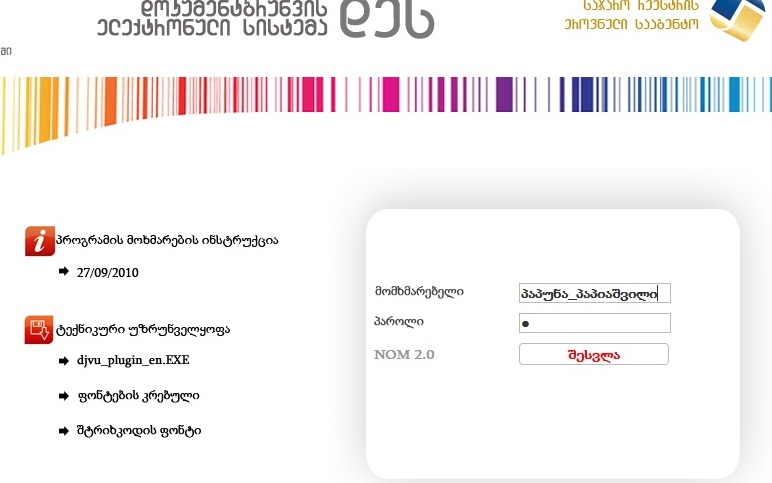 დოკუმენტბრუნვის
ელექტრონული სისტემა
დეს
საჯარო რეესტრის
ეროვნული სააგენტო
ში
პროგრამის მოხმარების ინსტრუქცია
27/09/2010
ტექნიკური უზრუნველყოფა
djvu_plugin_en.EXE
ფონტების კრებული
შტრიხკოდის ფონტი
მომხმარებელი
პაპუნა_პაპიაშვილი
პაროლი
NOM 2.0
შესვლა